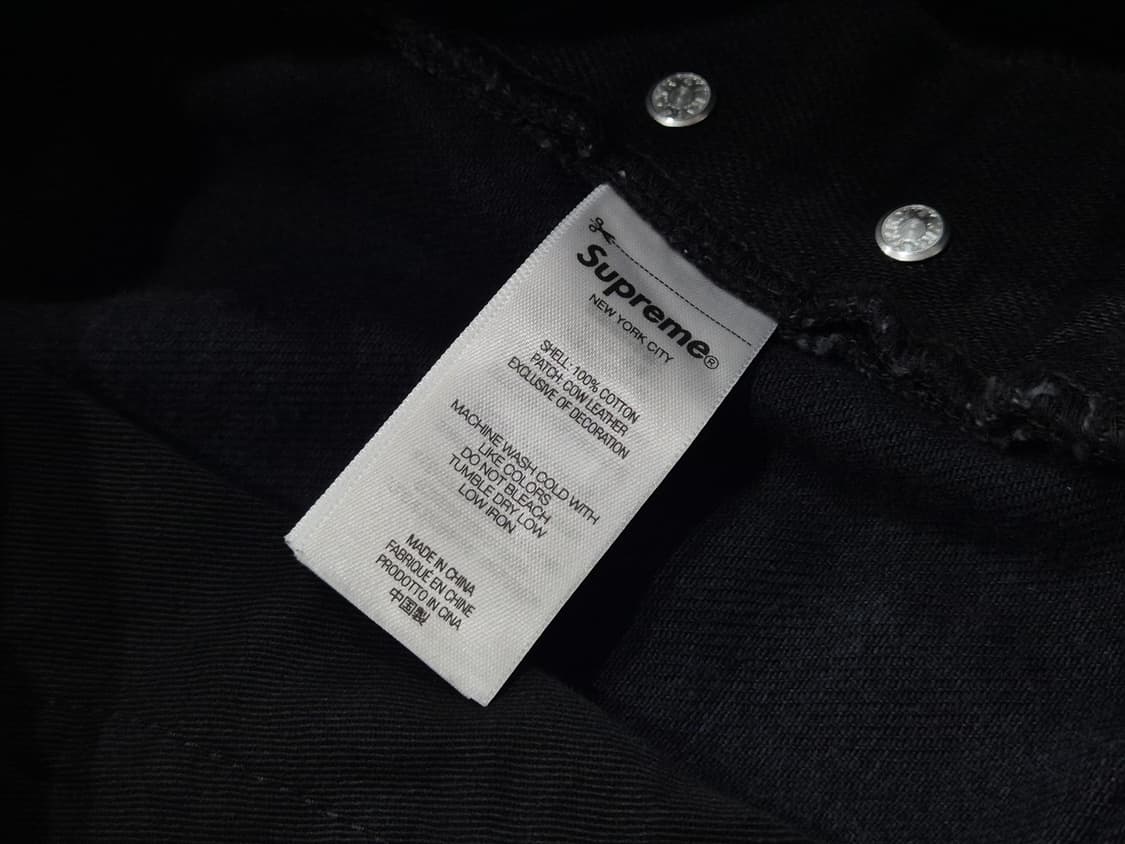 Supreme®
NEW YORK CITY
SHELL: 100% COTTON
PATCH: COW LEATHER
EXCLUSIVE OF DECORATION
MACHINE WASH COLD WITH
LIKE COLORS
DO NOT BLEACH
TUMBLE DRY LOW
LOW IRON
MADE IN CHINA
FABRIQUÉ EN CHINE
PRODOTTO IN CINA
中国製